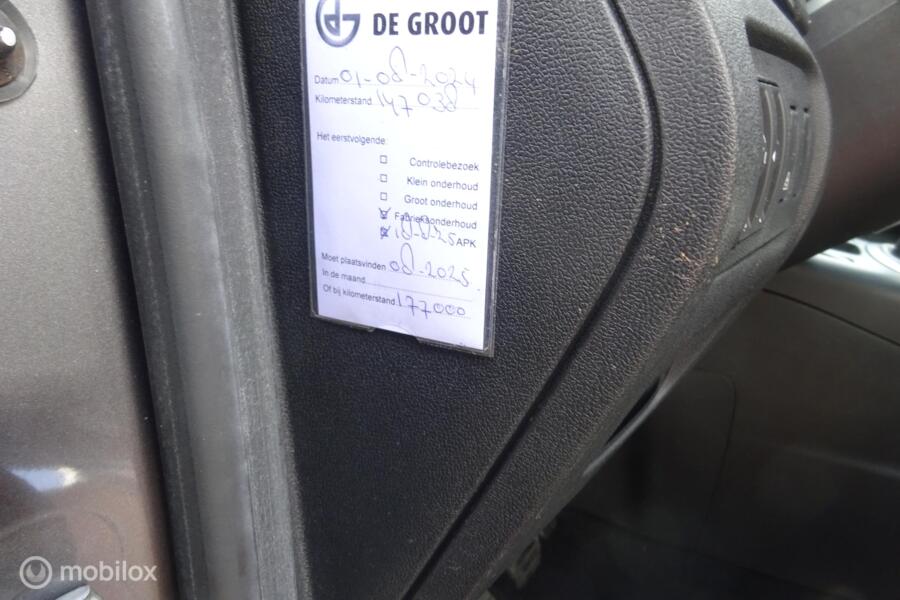 DE GROOT
Datum 01-08-2024
Kilometerstand 147038
Het eerstvolgende:
Controlebezoek
Klein onderhoud
Groot onderhoud
Fabrieksonderhoud
APK
Moet plaatsvinden
In de maand 08-2025
Of bij kilometerstand 177000
mobilox